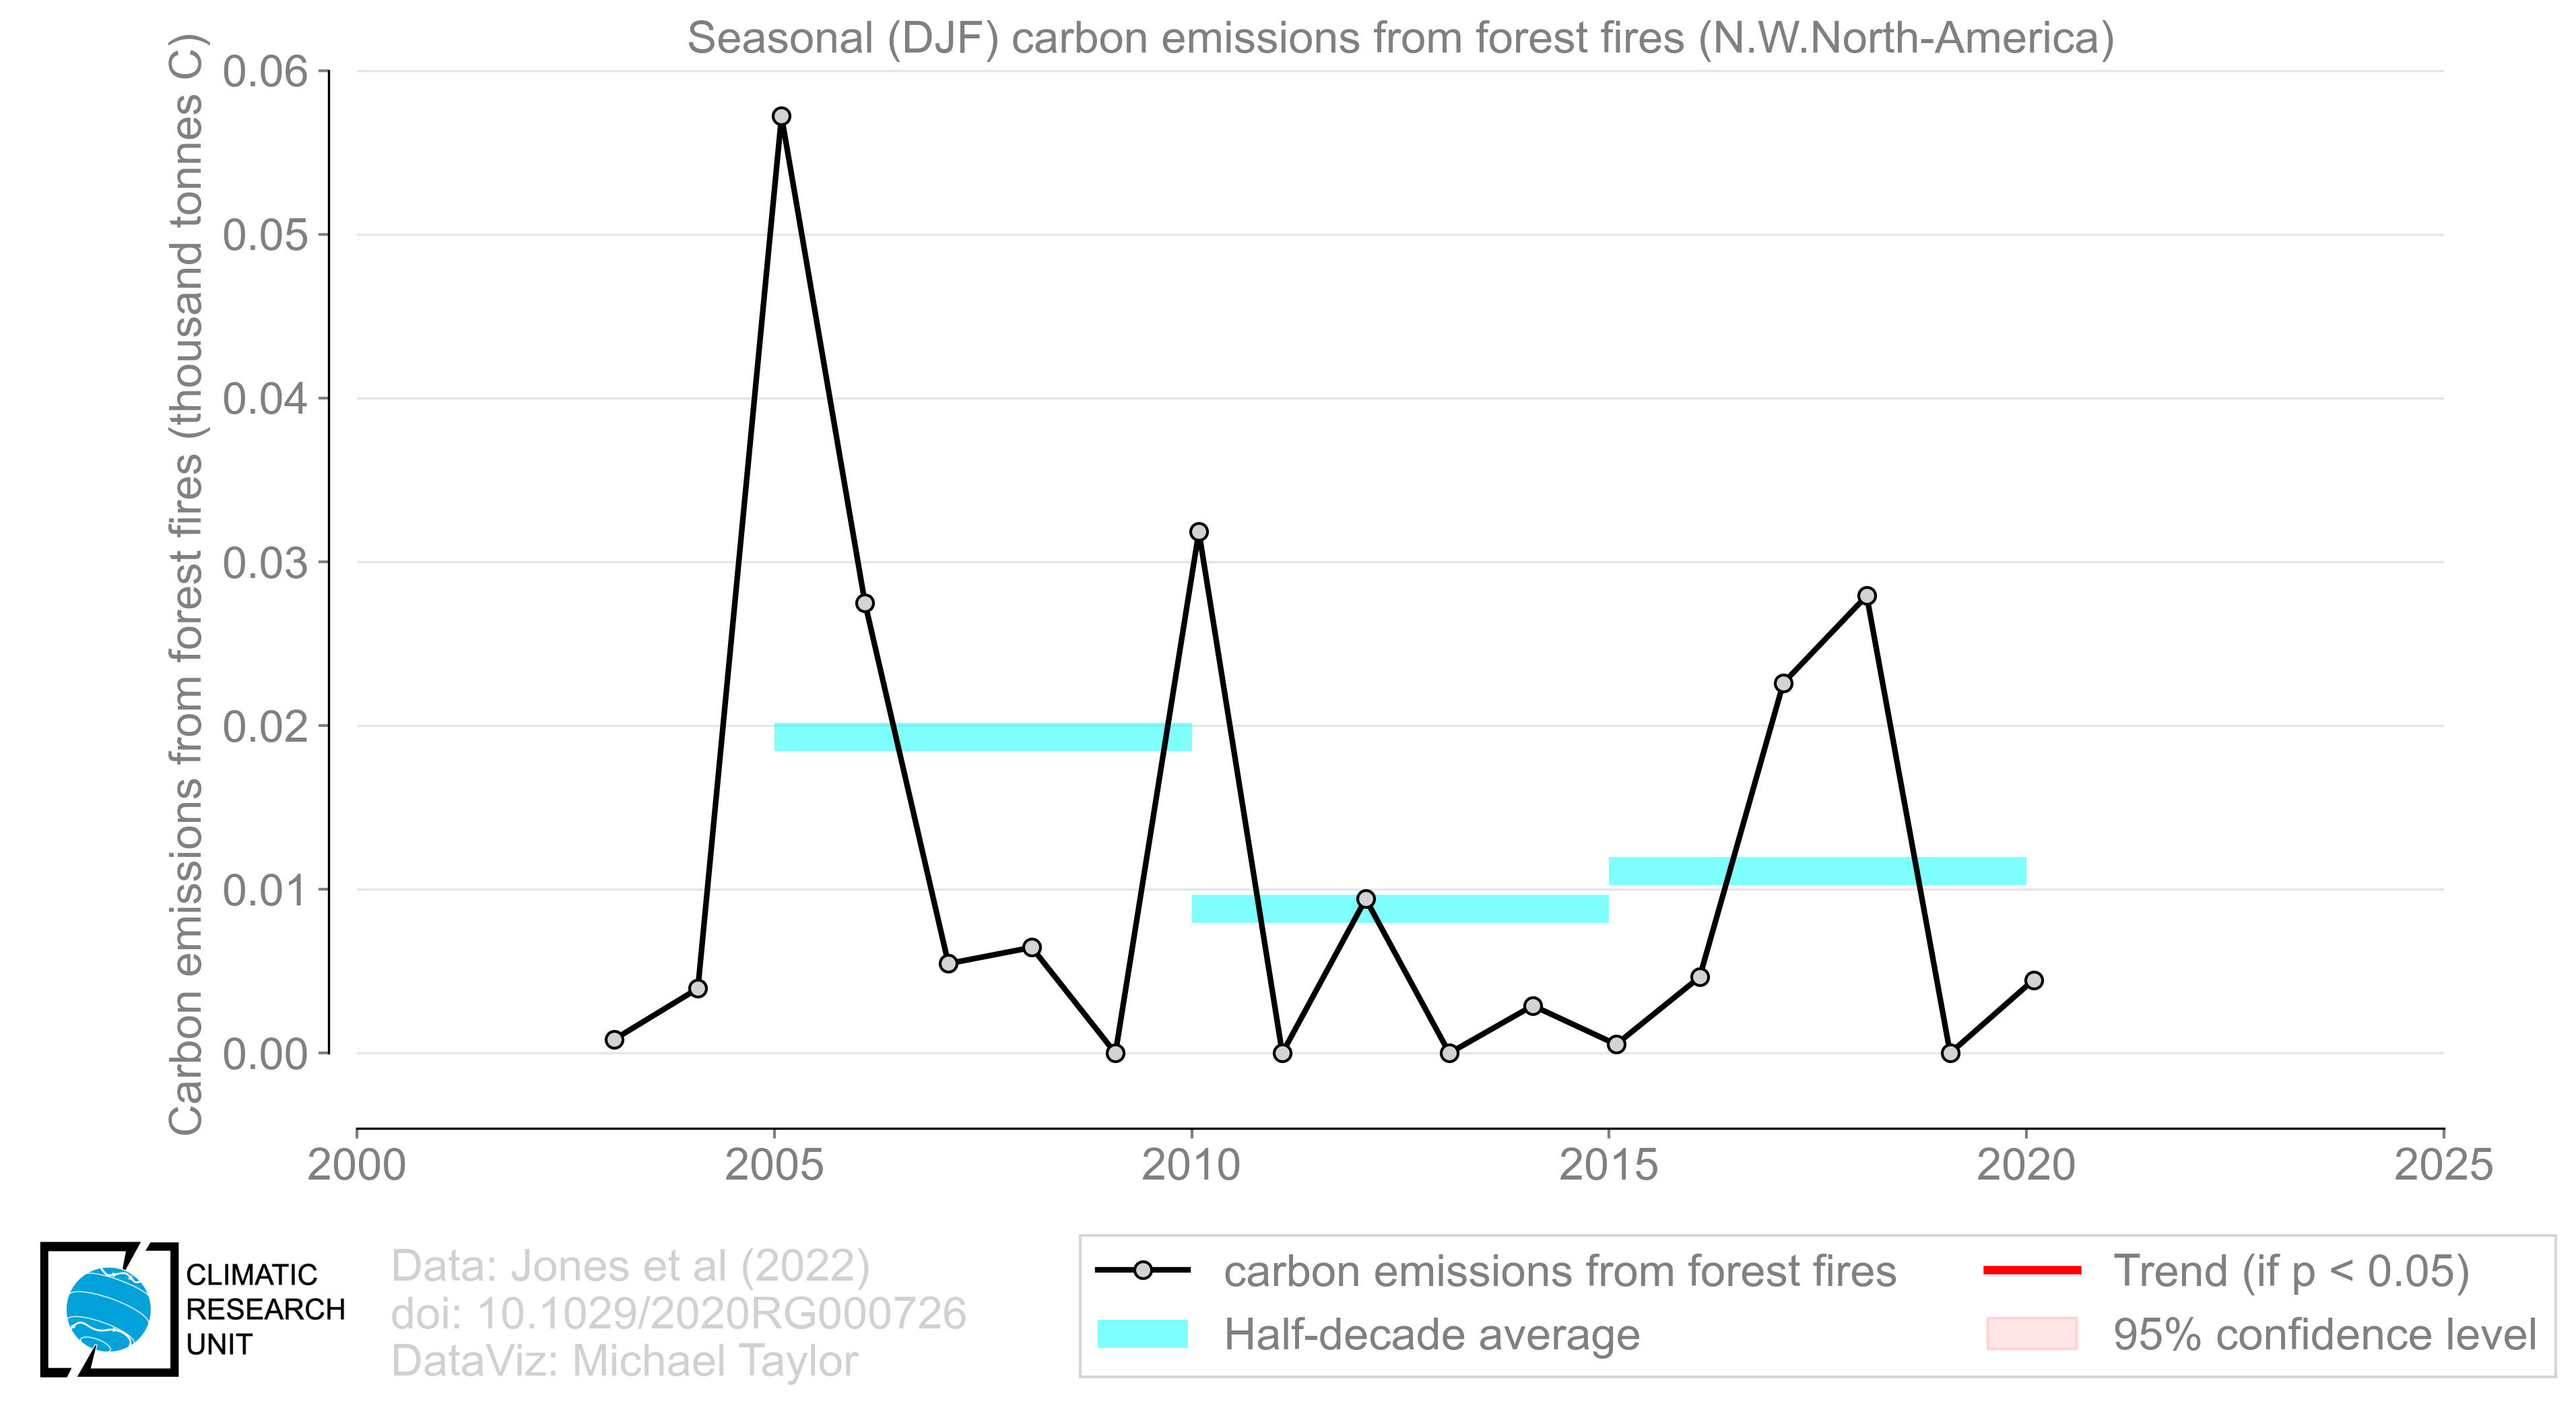 Seasonal (DJF) carbon emissions from forest fires (N.W.North-America)
Carbon emissions from forest fires (thousand tonnes C)
0.06
0.05
0.04
0.03
0.02
0.01
0.00
2000 2005 2010 2015 2020 2025
CLIMATIC
RESEARCH
UNIT
Data: Jones et al (2022)
doi: 10.1029/2020RG000726
DataViz: Michael Taylor
carbon emissions from forest fires
Half-decade average
Trend (if p < 0.05)
95% confidence level